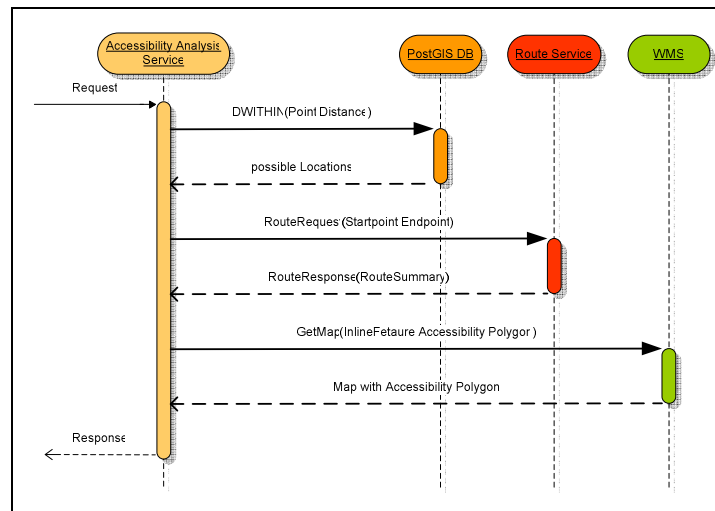 Accessibility Analysis
Service
PostGIS DB
Route Service
WMS
Request
DWITHIN(Point Distance)
possible Locations
RouteRequest(Startpoint Endpoint)
RouteResponse(RouteSummary)
GetMap(InlineFetaure Accessibility Polygon)
Map with Accessibility Polygon
Response